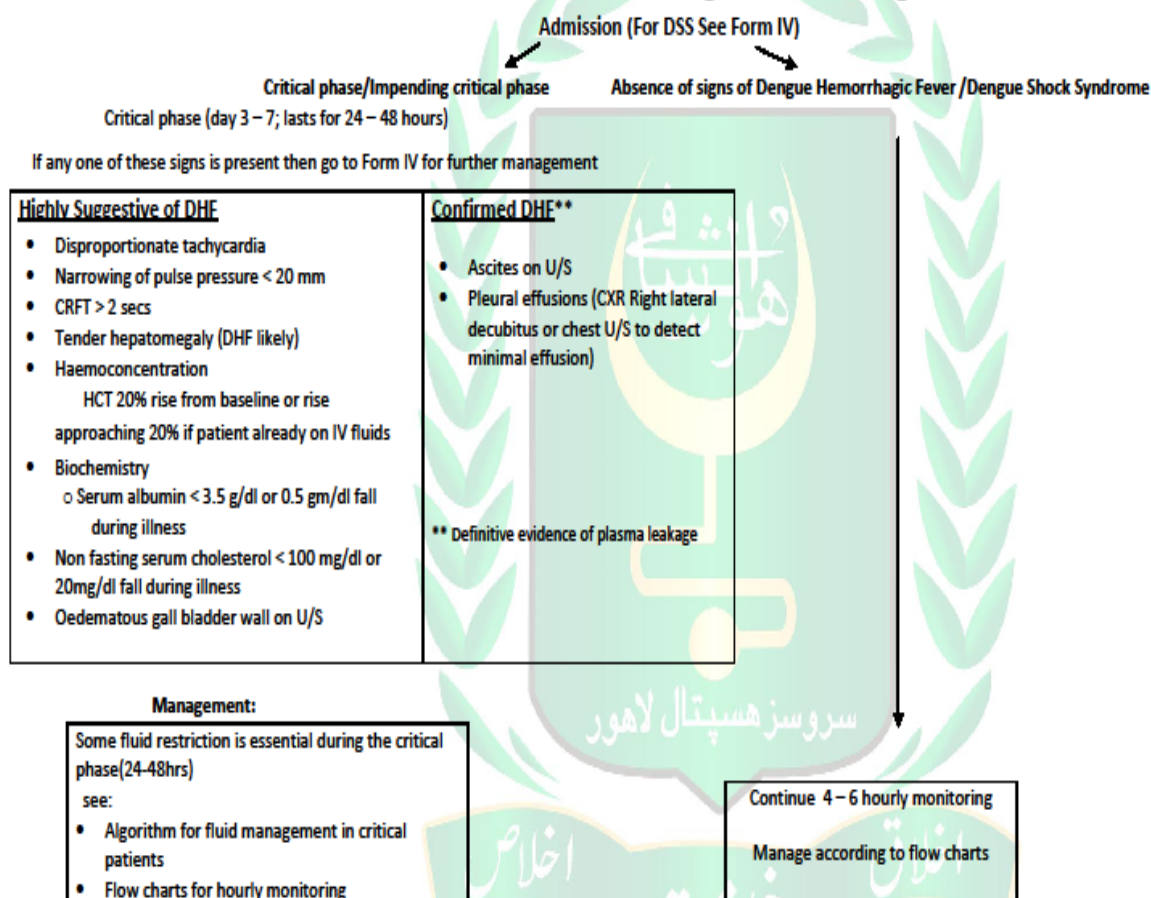 Admission (For DSS See Form IV)
Critical phase/Impending critical phase
Absence of signs of Dengue Hemorrhagic Fever /Dengue Shock Syndrome
Critical phase (day 3 – 7; lasts for 24 – 48 hours)
If any one of these signs is present then go to Form IV for further management
Highly Suggestive of DHF
• Disproportionate tachycardia
• Narrowing of pulse pressure < 20 mm
• CRFT > 2 secs
• Tender hepatomegaly (DHF likely)
• Haemoconcentration
HCT 20% rise from baseline or rise
approaching 20% if patient already on IV fluids
• Biochemistry
o Serum albumin < 3.5 g/dl or 0.5 gm/dl fall
during illness
• Non fasting serum cholesterol < 100 mg/dl or
20mg/dl fall during illness
• Oedematous gall bladder wall on U/S
Confirmed DHF**
• Ascites on U/S
• Pleural effusions (CXR Right lateral
decubitus or chest U/S to detect
minimal effusion)
** Definitive evidence of plasma leakage
هوالشافی
سروسز هسپتال لاهور
Management:
Some fluid restriction is essential during the critical
phase(24-48hrs)
see:
• Algorithm for fluid management in critical
patients
• Flow charts for hourly monitoring
Continue 4 – 6 hourly monitoring
Manage according to flow charts
اخلاص
اخلاق